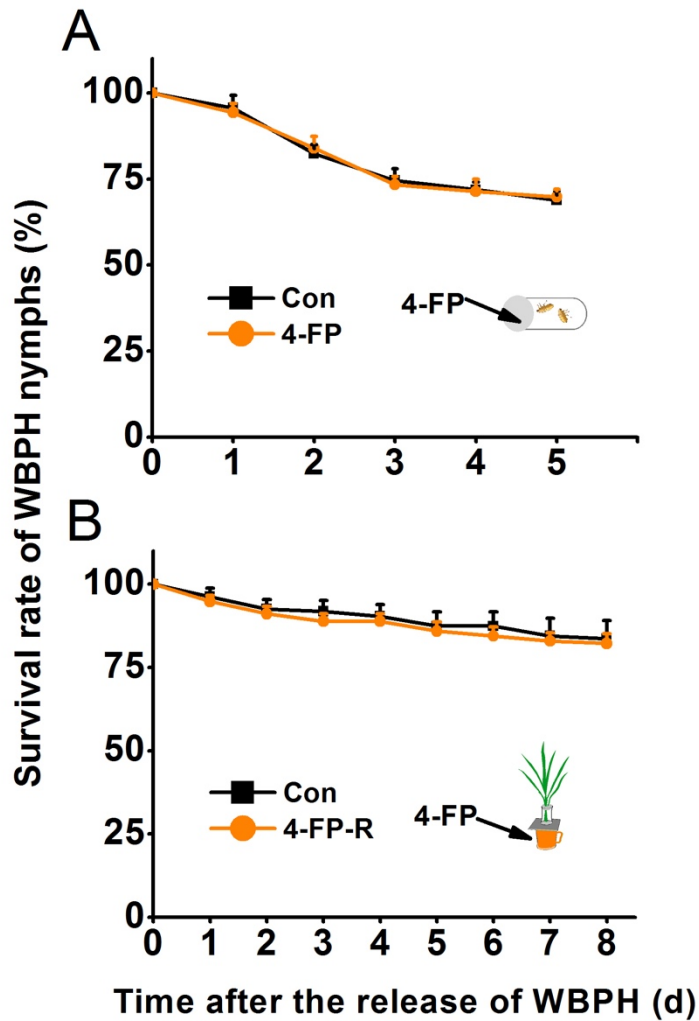 A
Survival rate of WBPH nymphs (%)
100
75
50
25
0
Con
4-FP
4-FP
0 1 2 3 4 5
B
100
75
50
25
0
Con
4-FP-R
4-FP
0 1 2 3 4 5 6 7 8
Time after the release of WBPH (d)